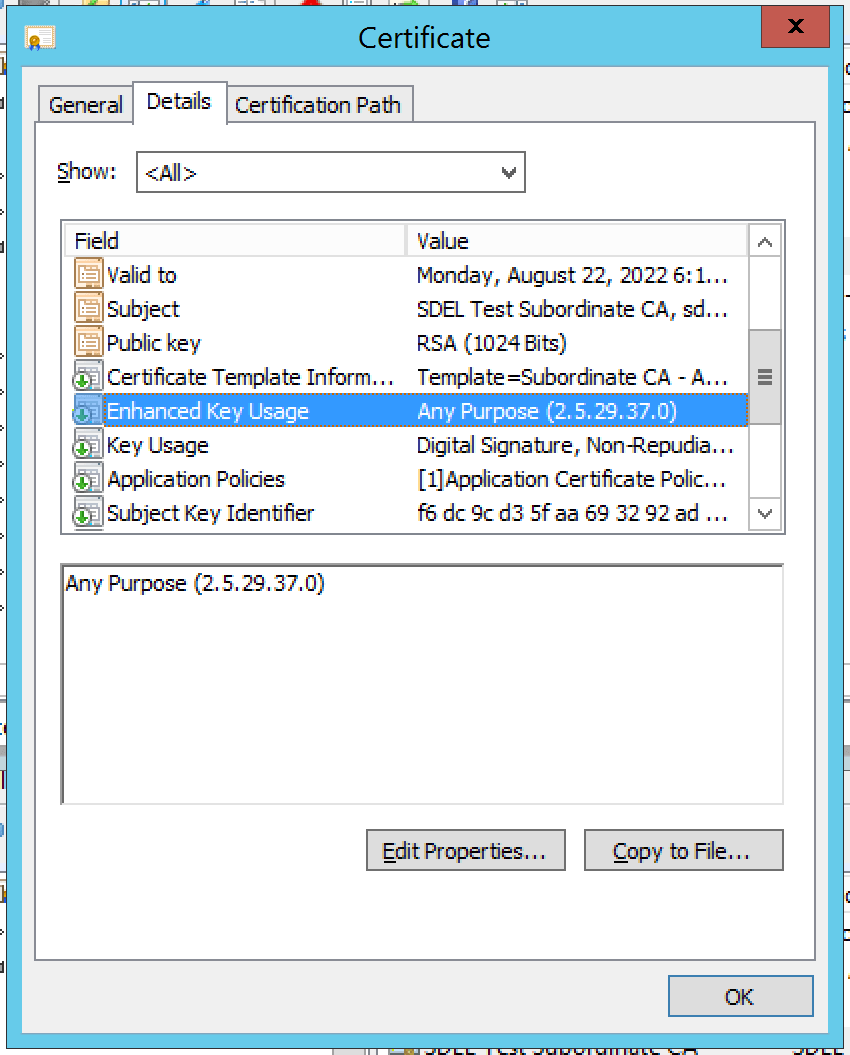 Certificate
x
General Details Certification Path
Show: <All>
Field Value
Valid to Monday, August 22, 2022 6:1...
Subject SDEL Test Subordinate CA, sd...
Public key RSA (1024 Bits)
Certificate Template Inform... Template=Subordinate CA - A...
Enhanced Key Usage Any Purpose (2.5.29.37.0)
Key Usage Digital Signature, Non-Repudia...
Application Policies [1]Application Certificate Polic...
Subject Key Identifier f6 dc 9c d3 5f aa 69 32 92 ad ...
Any Purpose (2.5.29.37.0)
Edit Properties... Copy to File...
OK
SDEL Test Subordinate CA SDEL